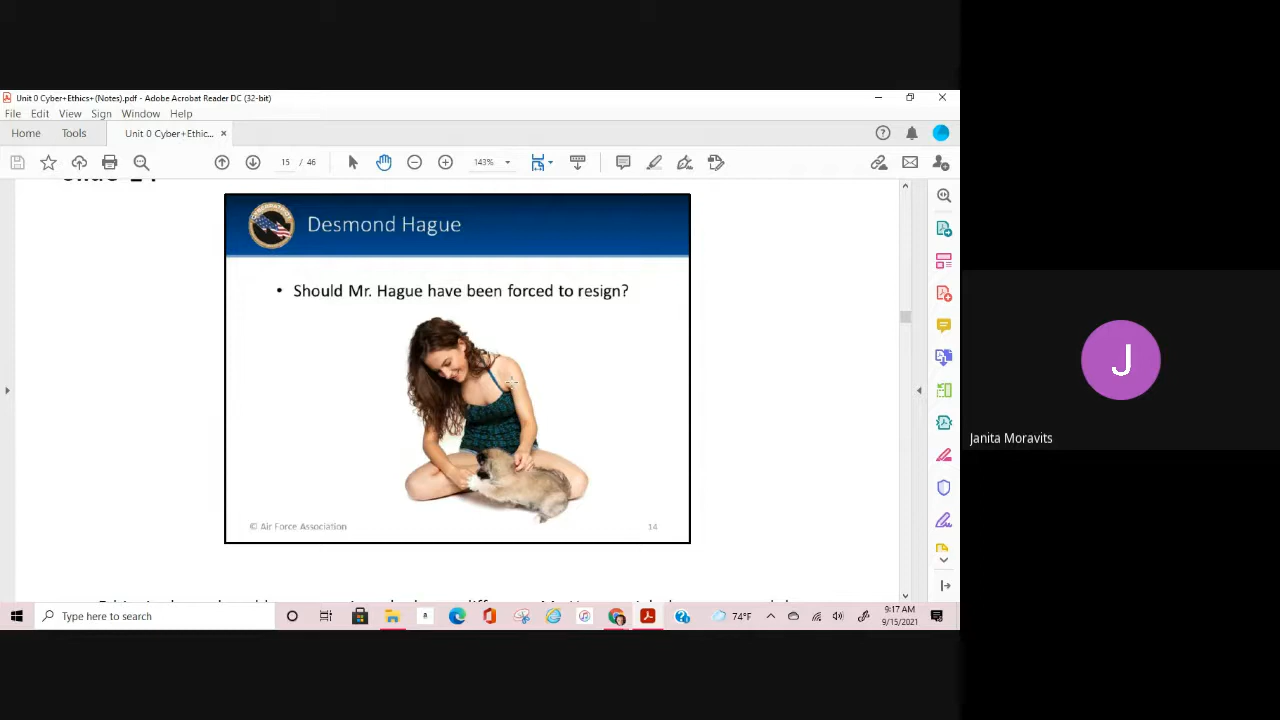 Unit 0 Cyber+Ethics+(Notes).pdf - Adobe Acrobat Reader DC (32-bit)
File Edit View Sign Window Help
Home Tools Unit 0 Cyber+Ethic... ×
15 / 46 143%
Desmond Hague
• Should Mr. Hague have been forced to resign?
© Air Force Association 14
J
Janita Moravits
Type here to search
a
74°F
9:17 AM
9/15/2021